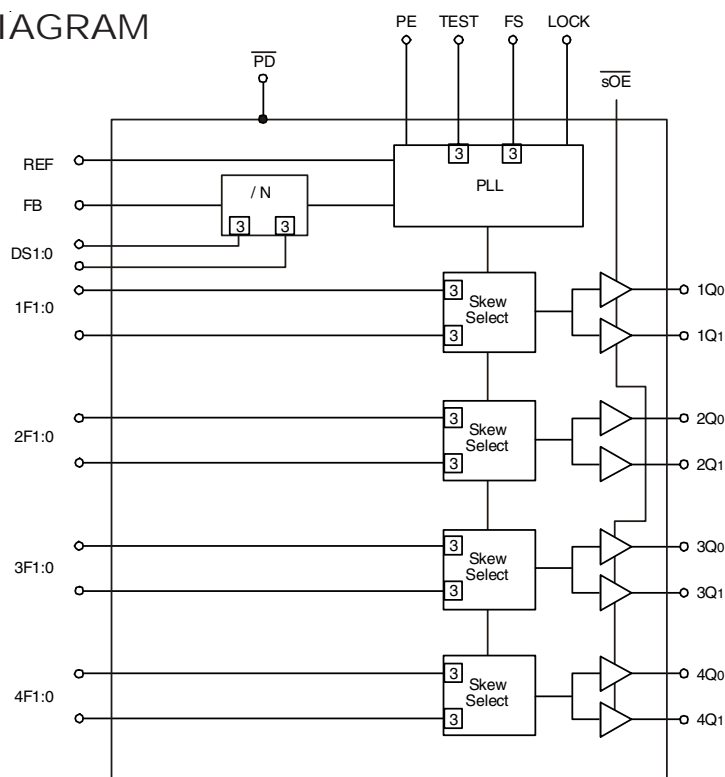 IAGRAM
PE TEST FS LOCK
PD
sOE
REF
3 3
PLL
/ N
FB
3 3
DS1:0
1F1:0
3
Skew
Select
3
1Q0
1Q1
2F1:0
3
Skew
Select
3
2Q0
2Q1
3F1:0
3
Skew
Select
3
3Q0
3Q1
4F1:0
3
Skew
Select
3
4Q0
4Q1